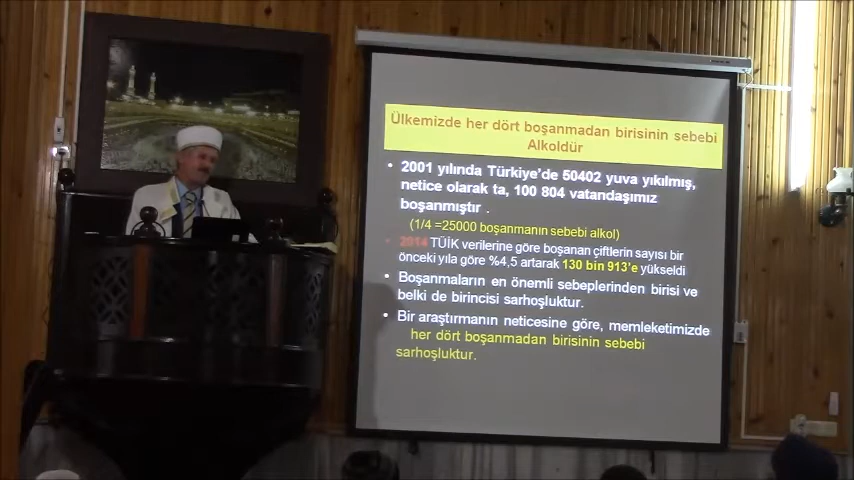 Ülkemizde her dört boşanmadan birisinin sebebi
Alkoldür
• 2001 yılında Türkiye'de 50402 yuva yıkılmış,
netice olarak ta, 100 804 vatandaşımız
boşanmıştır .
(1/4 =25000 boşanmanın sebebi alkol)
• 2014 TÜİK verilerine göre boşanan çiftlerin sayısı bir
önceki yıla göre %4,5 artarak 130 bin 913'e yükseldi
• Boşanmaların en önemli sebeplerinden birisi ve
belki de birincisi sarhoşluktur.
• Bir araştırmanın neticesine göre, memleketimizde
her dört boşanmadan birisinin sebebi
sarhoşluktur.